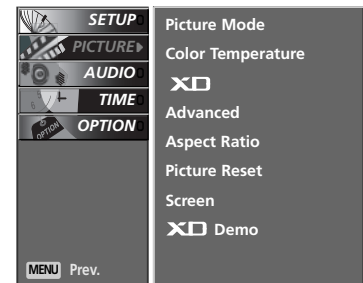 SETUP
PICTURE
AUDIO
TIME
OPTION
OPTION
MENU Prev.
Picture Mode
Color Temperature
XD
Advanced
Aspect Ratio
Picture Reset
Screen
XD Demo